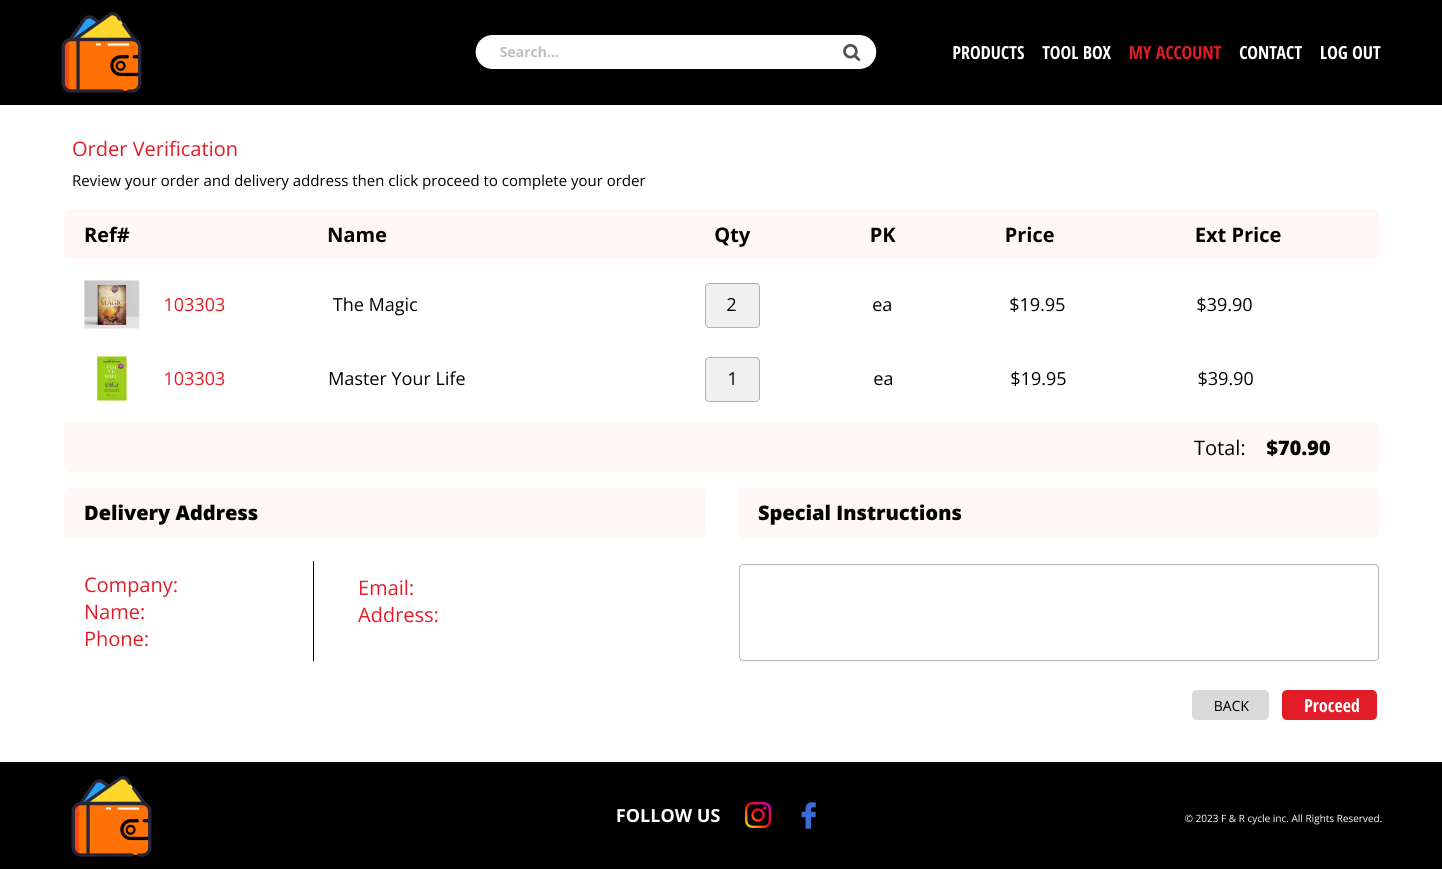 Search...
PRODUCTS TOOL BOX MY ACCOUNT CONTACT LOG OUT
Order Verification
Review your order and delivery address then click proceed to complete your order
Ref# Name Qty PK Price Ext Price
MAGIC
103303 The Magic 2 ea $19.95 $39.90
103303 Master Your Life 1 ea $19.95 $39.90
Total: $70.90
Delivery Address Special Instructions
Company:
Name:
Phone:
Email:
Address:
BACK Proceed
FOLLOW US
© 2023 F & R cycle inc. All Rights Reserved.